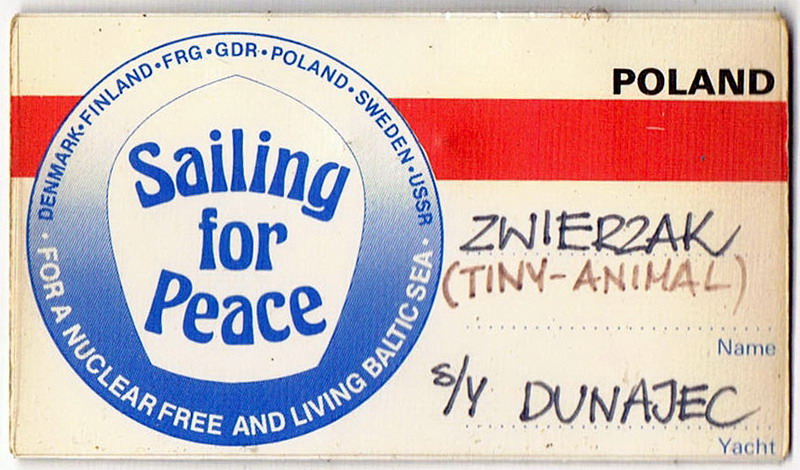 DENMARK·FINLAND·FRG·GDR·POLAND·SWEDEN·USSR
Sailing
for
Peace
· FOR A NUCLEAR FREE AND LIVING BALTIC SEA ·
POLAND
ZWIERZAK
(TINY-ANIMAL)
Name
s/y DUNAJEC
Yacht